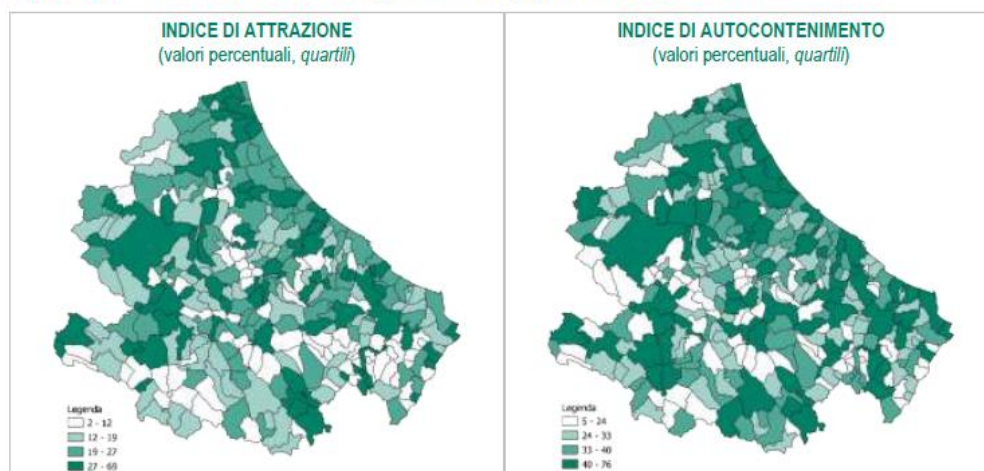 INDICE DI ATTRAZIONE
(valori percentuali, quartili)
Legenda
2 - 12
12 - 19
19 - 27
27 - 69
INDICE DI AUTOCONTENIMENTO
(valori percentuali, quartili)
Legenda
5 - 24
24 - 33
33 - 40
40 - 76